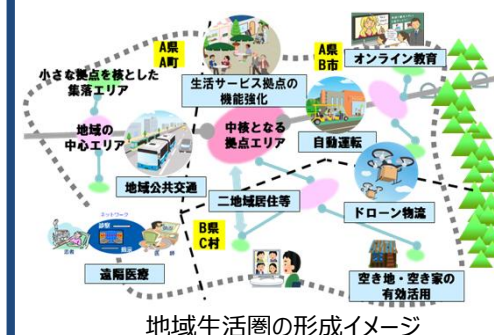 A県
A町
A県
B市
オンライン教育
小さな拠点を核とした
集落エリア
生活サービス拠点の
機能強化
地域の
中心エリア
中核となる
拠点エリア
自動運転
地域公共交通
二地域居住等
ドローン物流
B県
C村
ネットワーク
遠隔医療
空き地・空き家の
有効活用
地域生活圏の形成イメージ